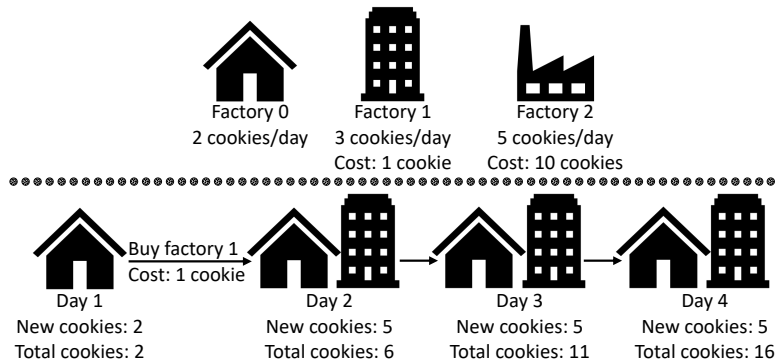 Factory 0
2 cookies/day
Factory 1
3 cookies/day
Cost: 1 cookie
Factory 2
5 cookies/day
Cost: 10 cookies
Buy factory 1
Cost: 1 cookie
Day 1
New cookies: 2
Total cookies: 2
Day 2
New cookies: 5
Total cookies: 6
Day 3
New cookies: 5
Total cookies: 11
Day 4
New cookies: 5
Total cookies: 16